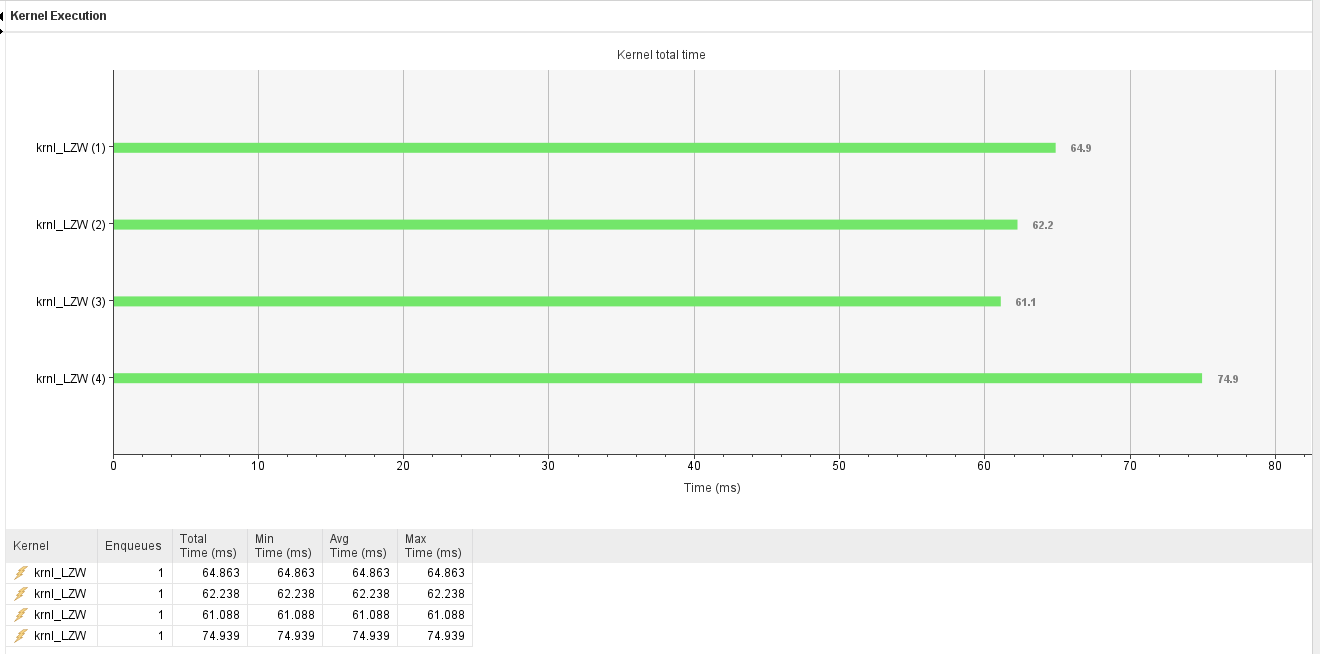 Kernel Execution
Kernel total time
krnl_LZW (1) 64.9
krnl_LZW (2) 62.2
krnl_LZW (3) 61.1
krnl_LZW (4) 74.9
0 10 20 30 40 50 60 70 80
Time (ms)
Kernel Enqueues Total Time (ms) Min Time (ms) Avg Time (ms) Max Time (ms)
krnl_LZW 1 64.863 64.863 64.863 64.863
krnl_LZW 1 62.238 62.238 62.238 62.238
krnl_LZW 1 61.088 61.088 61.088 61.088
krnl_LZW 1 74.939 74.939 74.939 74.939